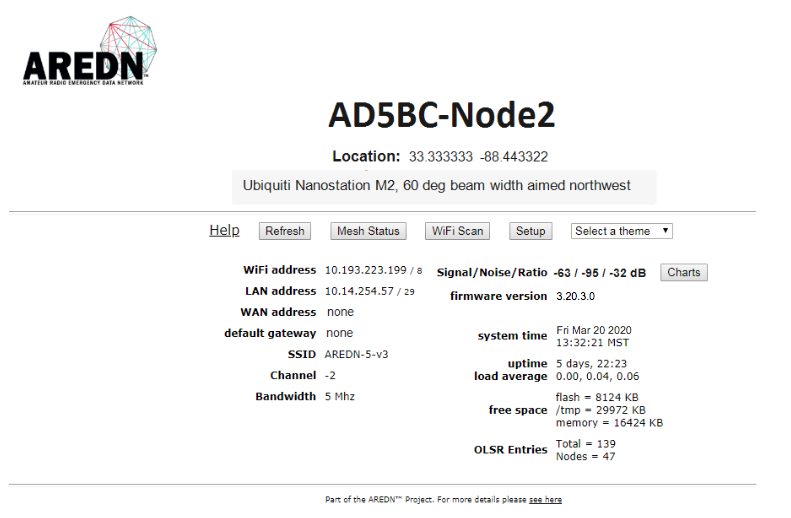 AREDN™
AMATEUR RADIO EMERGENCY DATA NETWORK
AD5BC-Node2
Location: 33.333333 -88.443322
Ubiquiti Nanostation M2, 60 deg beam width aimed northwest
Help Refresh Mesh Status WiFi Scan Setup Select a theme
WiFi address 10.193.223.199 / 8
LAN address 10.14.254.57 / 29
WAN address none
default gateway none
SSID AREDN-5-v3
Channel -2
Bandwidth 5 Mhz
Signal/Noise/Ratio -63 / -95 / -32 dB Charts
firmware version 3.20.3.0
system time Fri Mar 20 2020
13:32:21 MST
uptime 5 days, 22:23
load average 0.00, 0.04, 0.06
free space flash = 8124 KB
/tmp = 29972 KB
memory = 16424 KB
OLSR Entries Total = 139
Nodes = 47
Part of the AREDN™ Project. For more details please see here